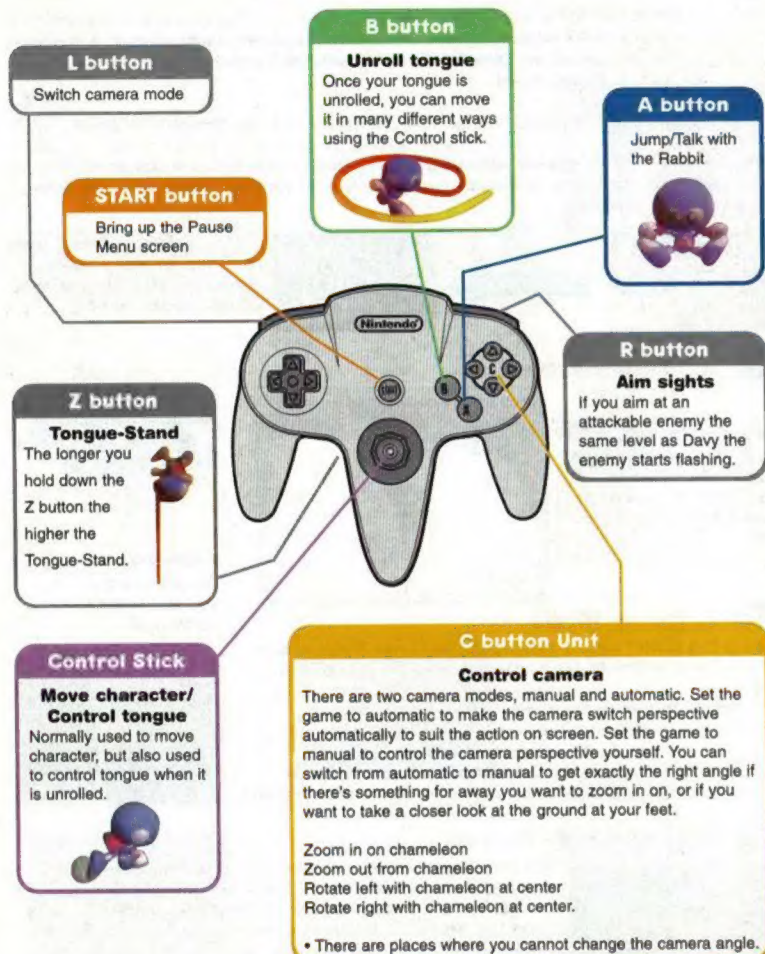 B button
Unroll tongue
Once your tongue is
unrolled, you can move
it in many different ways
using the Control stick.
L button
Switch camera mode
A button
Jump/Talk with
the Rabbit
START button
Bring up the Pause
Menu screen
Nintendo
START
B
A
C
R button
Aim sights
If you aim at an
attackable enemy the
same level as Davy the
enemy starts flashing.
Z button
Tongue-Stand
The longer you
hold down the
Z button the
higher the
Tongue-Stand.
Control Stick
Move character/
Control tongue
Normally used to move
character, but also used
to control tongue when it
is unrolled.
C button Unit
Control camera
There are two camera modes, manual and automatic. Set the
game to automatic to make the camera switch perspective
automatically to suit the action on screen. Set the game to
manual to control the camera perspective yourself. You can
switch from automatic to manual to get exactly the right angle if
there's something for away you want to zoom in on, or if you
want to take a closer look at the ground at your feet.
Zoom in on chameleon
Zoom out from chameleon
Rotate left with chameleon at center
Rotate right with chameleon at center.
• There are places where you cannot change the camera angle.